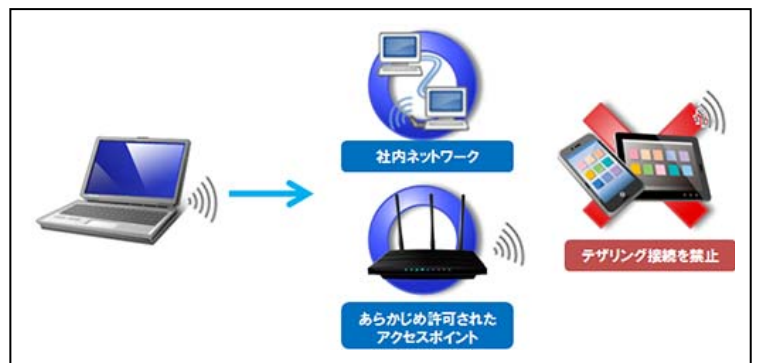 社内ネットワーク
テザリング接続を禁止
あらかじめ許可された
アクセスポイント